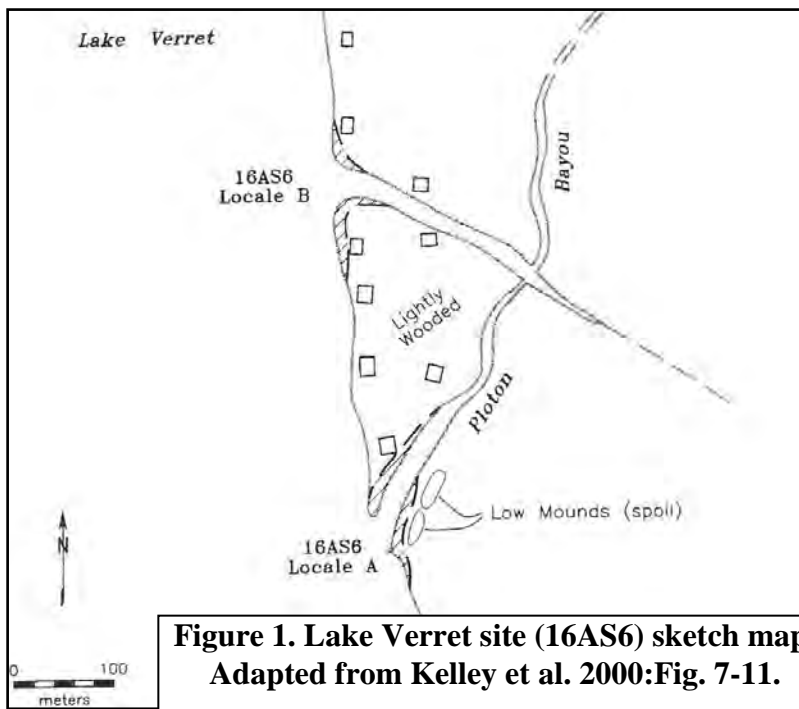 Lake Verret
16AS6
Locale B
Bayou
Lightly
Wooded
Ploton
Low Mounds (spoil)
16AS6
Locale A
N
0 100
meters
Figure 1. Lake Verret site (16AS6) sketch map
Adapted from Kelley et al. 2000:Fig. 7-11.